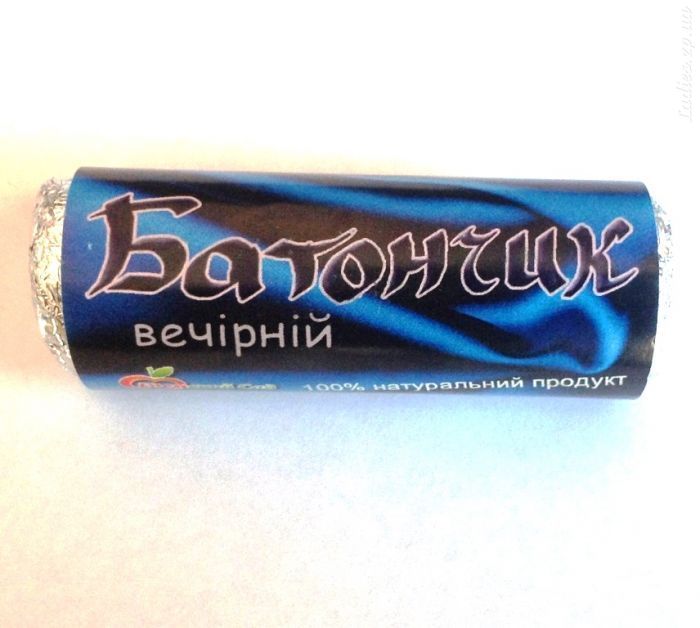 Батончик
вечірній
100% натуральний продукт